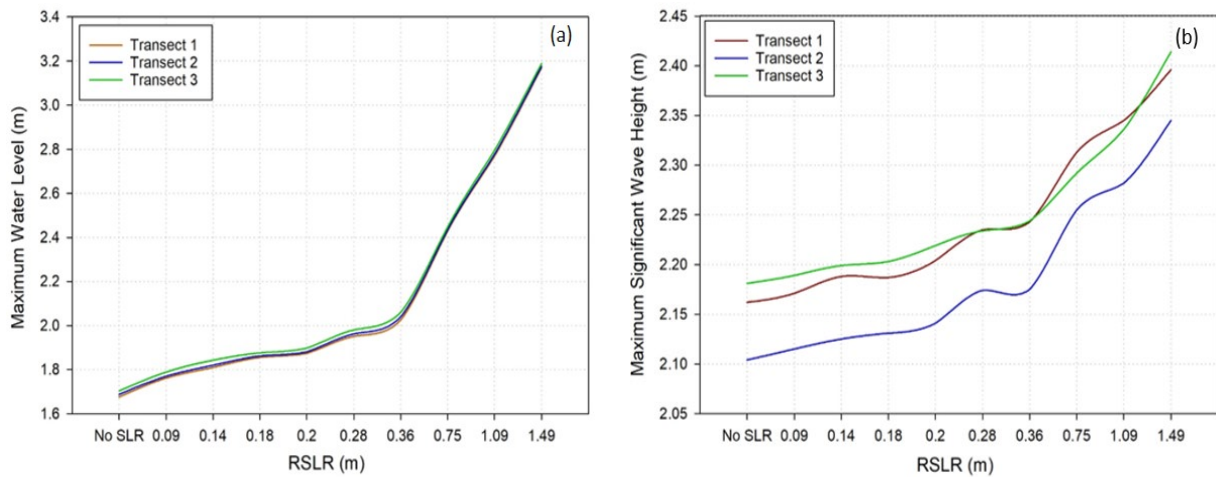 (a)
Transect 1
Transect 2
Transect 3
Maximum Water Level (m)
3.4
3.2
3.0
2.8
2.6
2.4
2.2
2.0
1.8
1.6
No SLR 0.09 0.14 0.18 0.2 0.28 0.36 0.75 1.09 1.49
RSLR (m)
(b)
Transect 1
Transect 2
Transect 3
Maximum Significant Wave Height (m)
2.45
2.40
2.35
2.30
2.25
2.20
2.15
2.10
2.05
No SLR 0.09 0.14 0.18 0.2 0.28 0.36 0.75 1.09 1.49
RSLR (m)